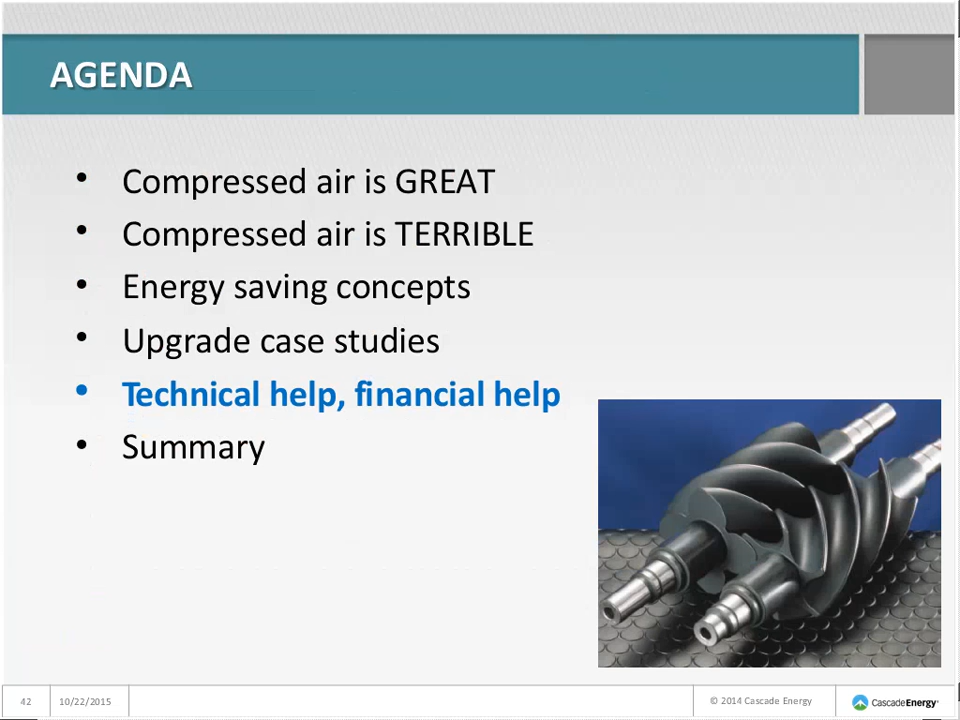 AGENDA
• Compressed air is GREAT
• Compressed air is TERRIBLE
• Energy saving concepts
• Upgrade case studies
• Technical help, financial help
• Summary
42 10/22/2015 © 2014 Cascade Energy CascadeEnergy